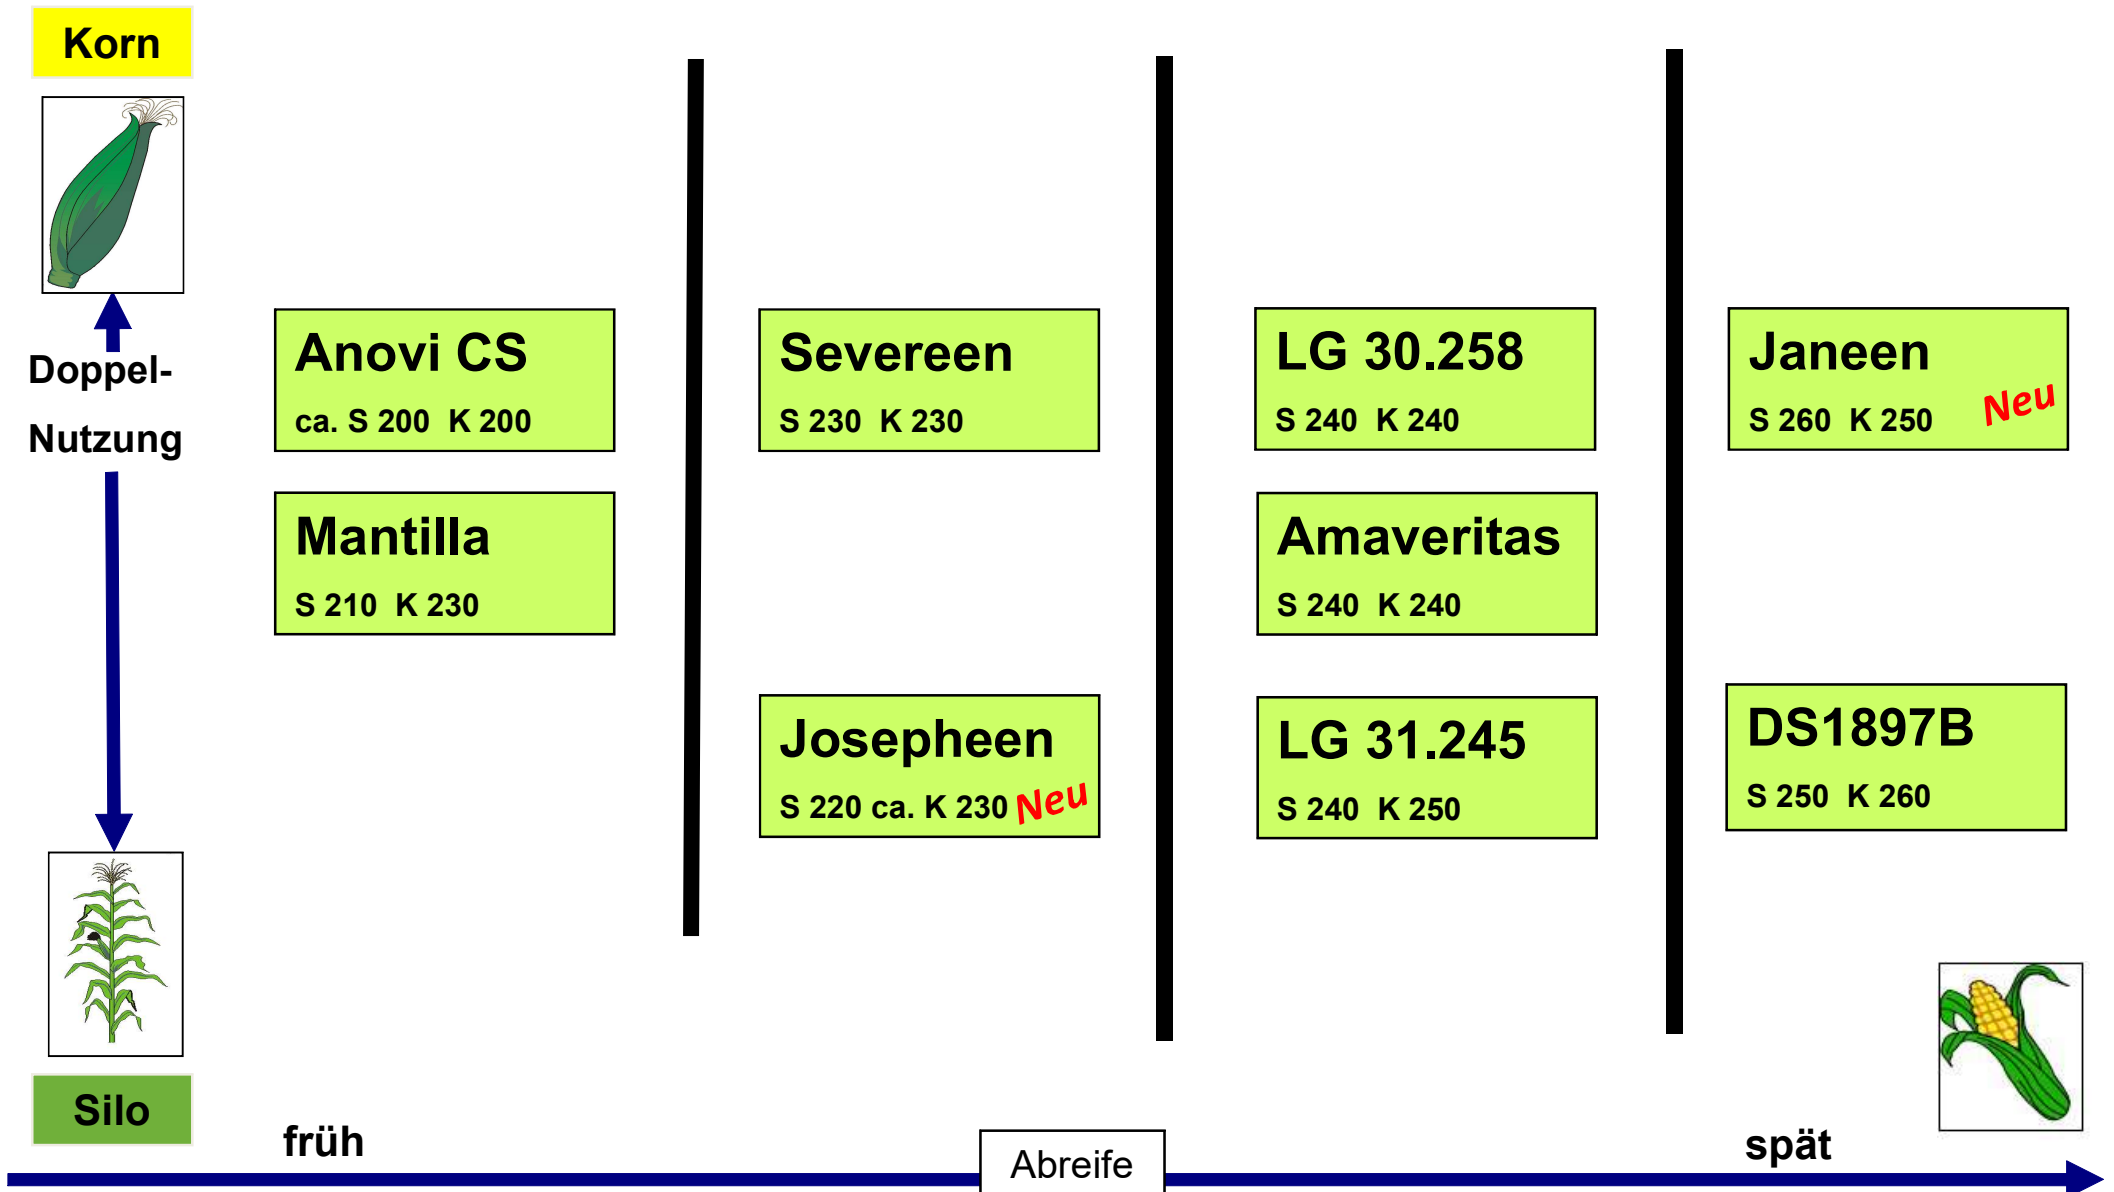 Korn
Doppel-
Nutzung
Anovi CS
ca. S 200 K 200
Severeen
S 230 K 230
LG 30.258
S 240 K 240
Janeen
S 260 K 250
Neu
Mantilla
S 210 K 230
Amaveritas
S 240 K 240
Josepheen
S 220 ca. K 230 Neu
LG 31.245
S 240 K 250
DS1897B
S 250 K 260
Silo
früh
Abreife
spät